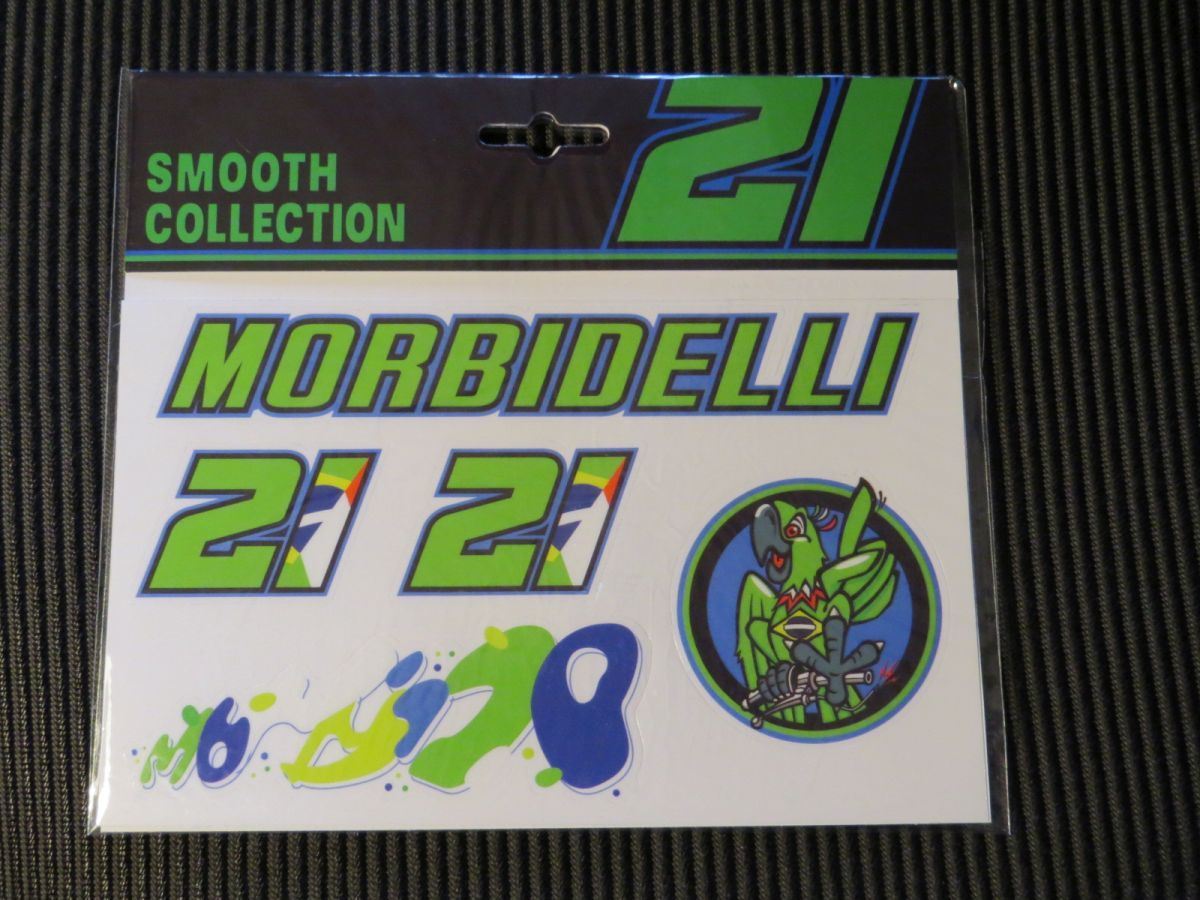 21
SMOOTH
COLLECTION
MORBIDELLI
21 21